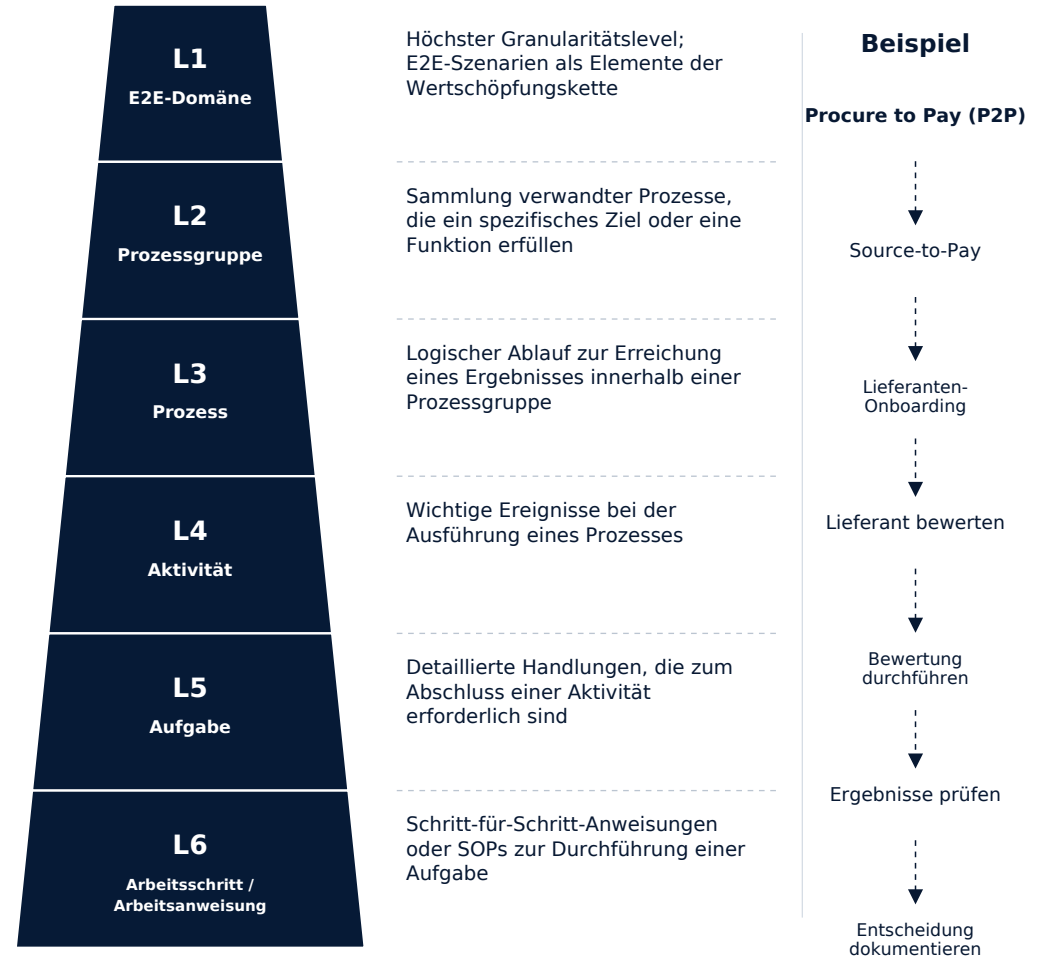 L1
E2E-Domäne
Höchster Granularitätslevel;
E2E-Szenarien als Elemente der
Wertschöpfungskette
L2
Prozessgruppe
Sammlung verwandter Prozesse,
die ein spezifisches Ziel oder eine
Funktion erfüllen
L3
Prozess
Logischer Ablauf zur Erreichung
eines Ergebnisses innerhalb einer
Prozessgruppe
L4
Aktivität
Wichtige Ereignisse bei der
Ausführung eines Prozesses
L5
Aufgabe
Detaillierte Handlungen, die zum
Abschluss einer Aktivität
erforderlich sind
L6
Arbeitsschritt /
Arbeitsanweisung
Schritt-für-Schritt-Anweisungen
oder SOPs zur Durchführung einer
Aufgabe
Beispiel
Procure to Pay (P2P)
Source-to-Pay
Lieferanten-
Onboarding
Lieferant bewerten
Bewertung
durchführen
Ergebnisse prüfen
Entscheidung
dokumentieren